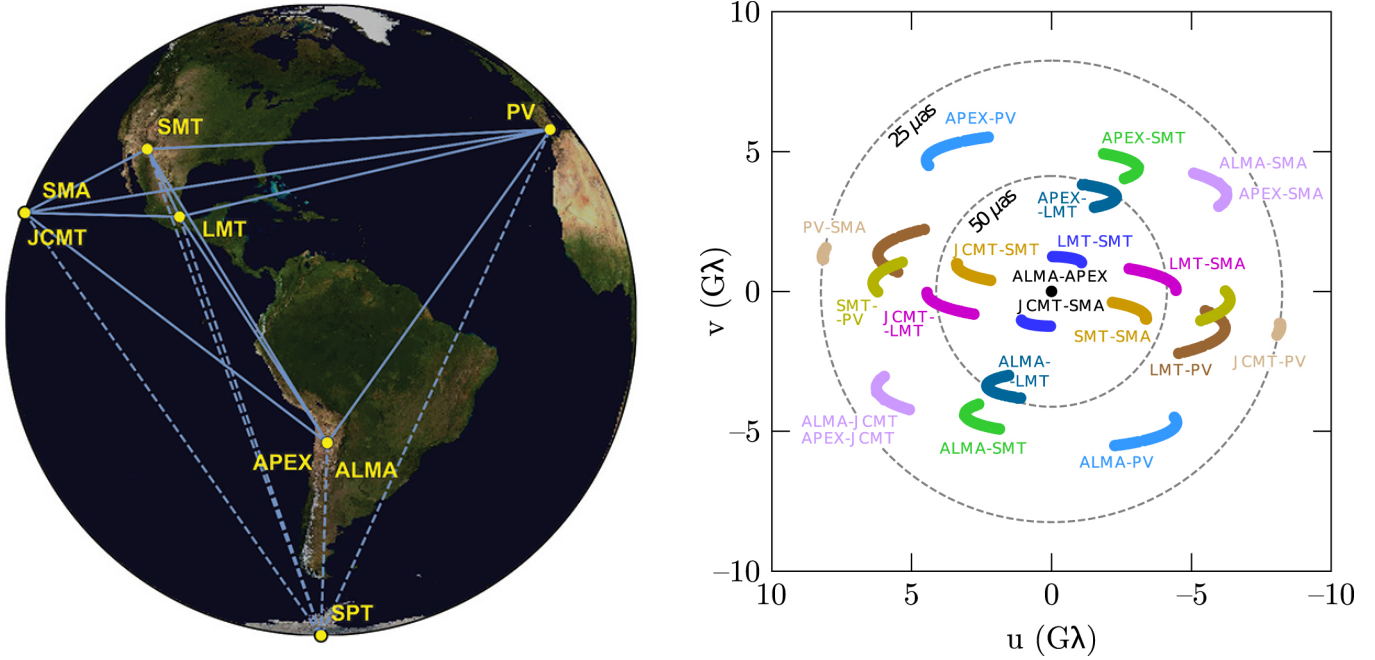 PV
SMT
SMA
JCMT
LMT
APEX
ALMA
SPT
10
5
0
–5
–10
v (Gλ)
10
5
0
–5
–10
u (Gλ)
25 μas
50 μas
APEX-PV
APEX-SMT
ALMA-SMA
APEX-SMA
APEX-
-LMT
PV-SMA
JCMT-SMT
LMT-SMT
LMT-SMA
ALMA-APEX
JCMT-SMA
SMT-
-PV
JCMT-
-LMT
SMT-SMA
LMT-PV
JCMT-PV
ALMA-
-LMT
ALMA-JCMT
APEX-JCMT
ALMA-SMT
ALMA-PV